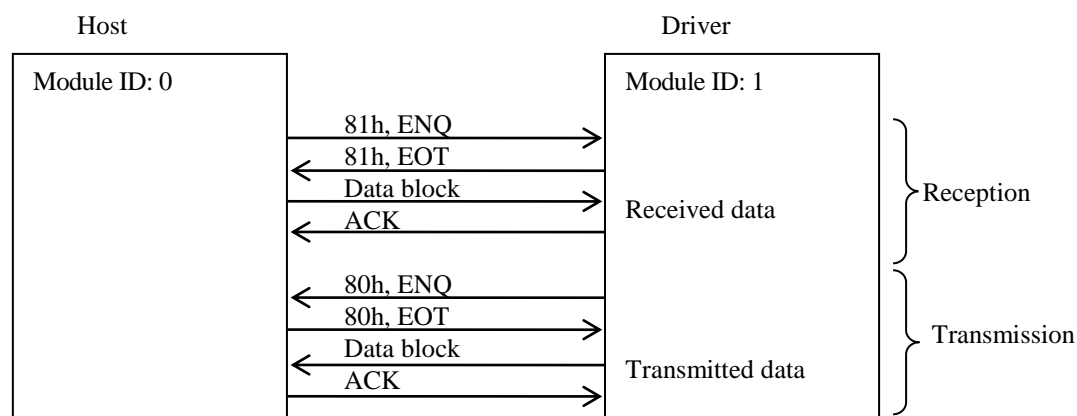 Host
Driver
Module ID: 0
Module ID: 1
81h, ENQ
81h, EOT
Data block
ACK
Received data
Reception
80h, ENQ
80h, EOT
Data block
ACK
Transmitted data
Transmission